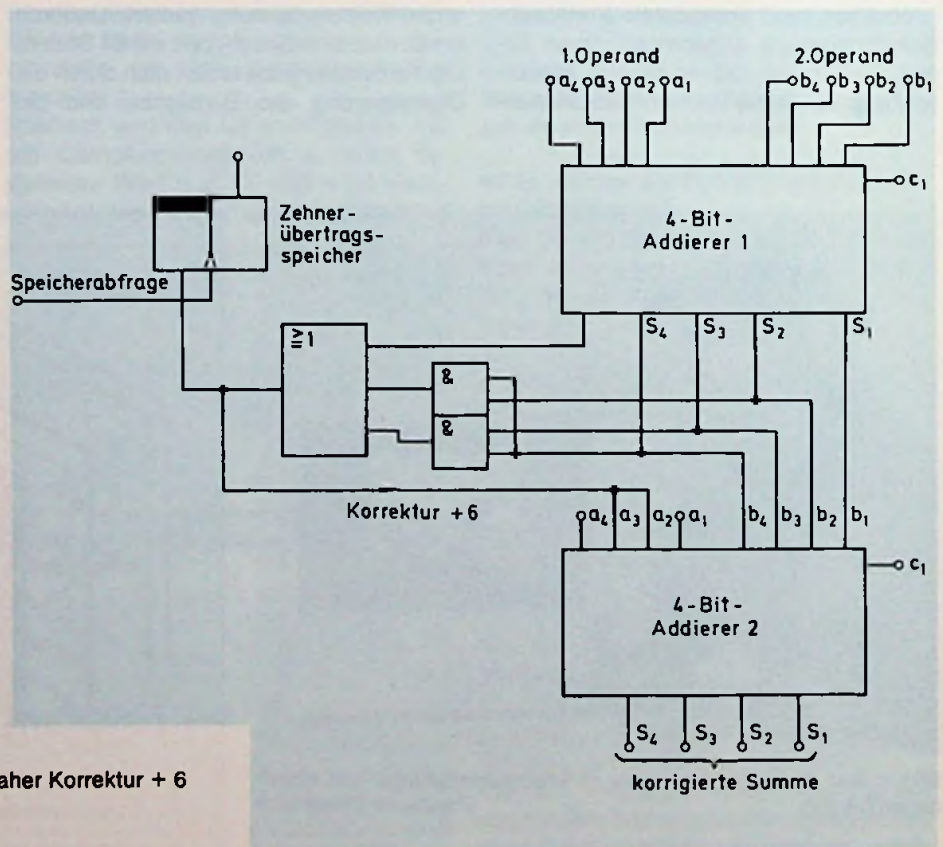 1.Operand 2.Operand
a₄ a₃ a₂ a₁ b₄ b₃ b₂ b₁
c₁
4-Bit-
Addierer 1
Zehner-
übertrags-
speicher
Speicherabfrage
S₄ S₃ S₂ S₁
≥1
&
&
Korrektur +6
a₄ a₃ a₂ a₁ b₄ b₃ b₂ b₁
c₁
4-Bit-
Addierer 2
S₄ S₃ S₂ S₁
korrigierte Summe
aher Korrektur + 6